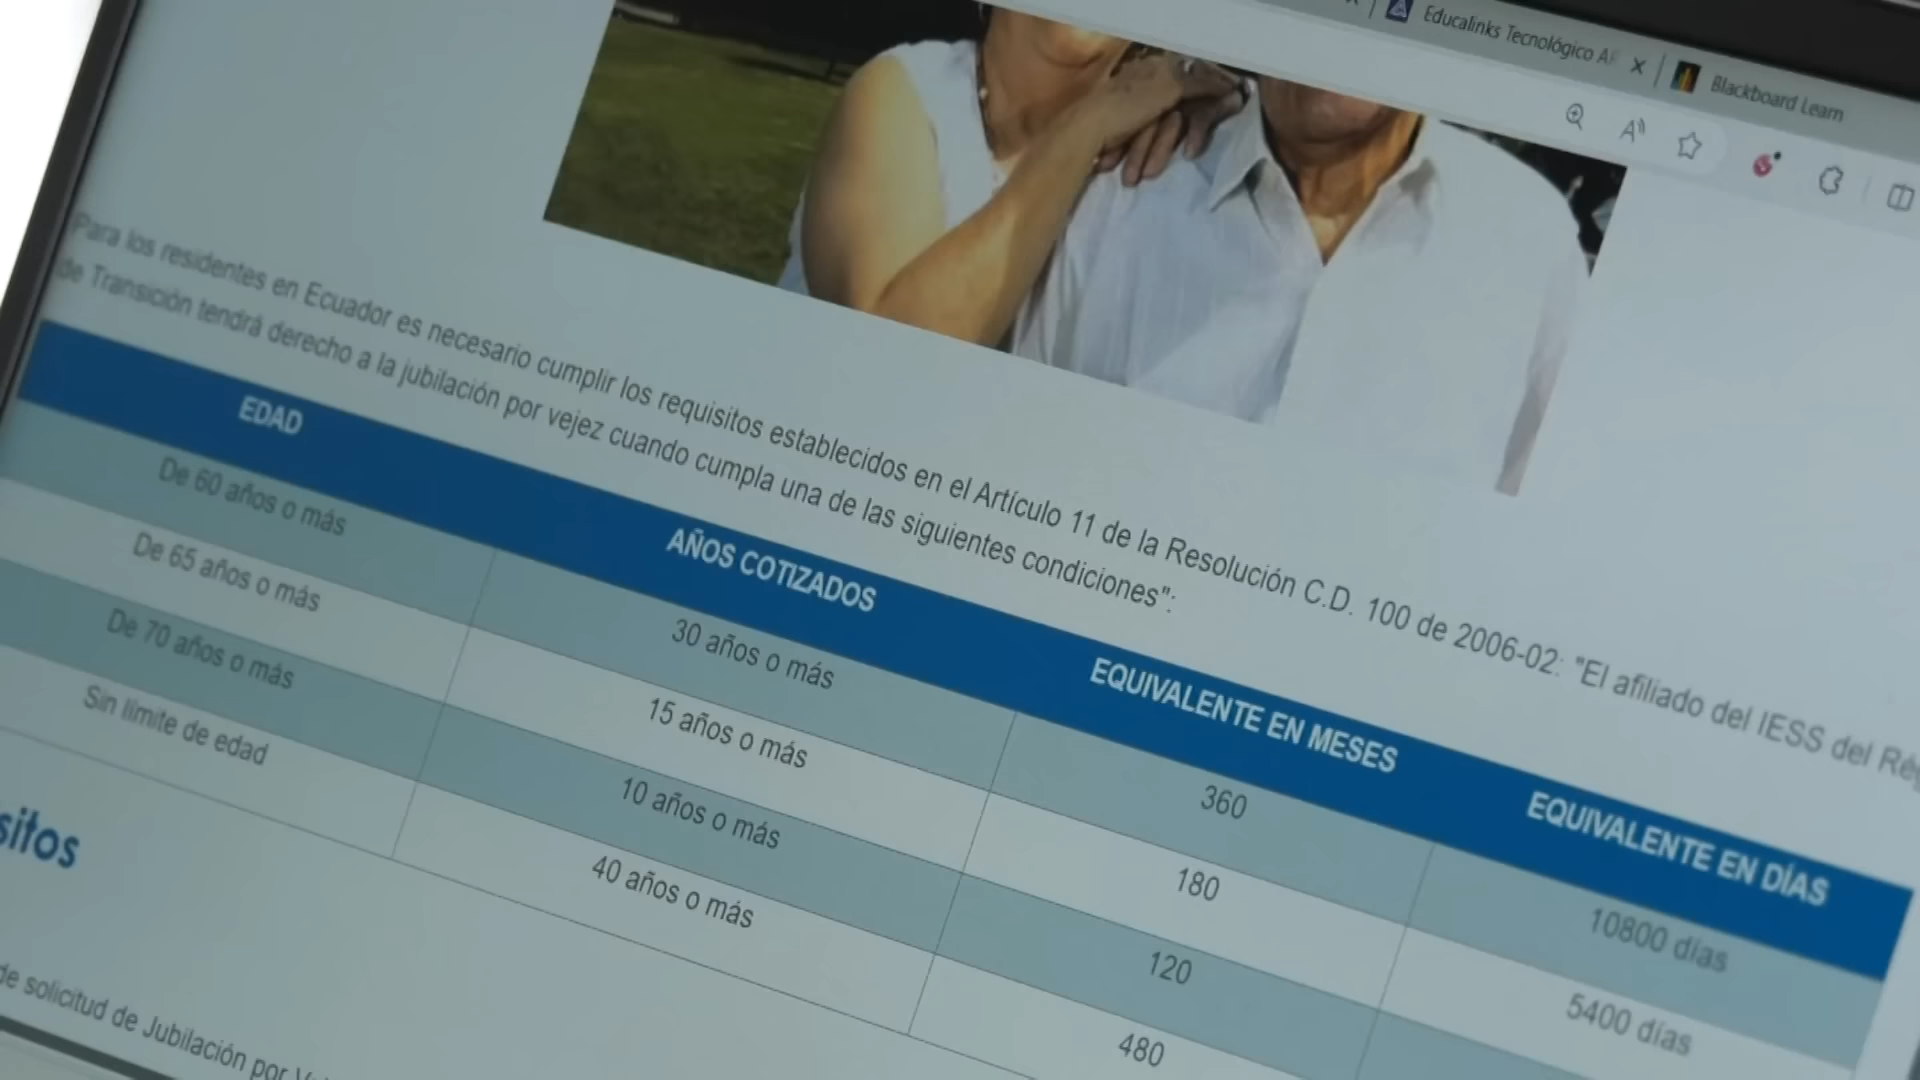 Educalinks Tecnológico
Blackboard Learn
Para los residentes en Ecuador es necesario cumplir los requisitos establecidos en el Artículo 11 de la Resolución C.D. 100 de 2006-02: "El afiliado del IESS del
de Transición tendrá derecho a la jubilación por vejez cuando cumpla una de las siguientes condiciones":
EDAD AÑOS COTIZADOS EQUIVALENTE EN MESES EQUIVALENTE EN DÍAS
De 60 años o más 30 años o más 360 10800 días
De 65 años o más 15 años o más 180 5400 días
De 70 años o más 10 años o más 120
Sin límite de edad 40 años o más 480
sitos
de solicitud de Jubilación por